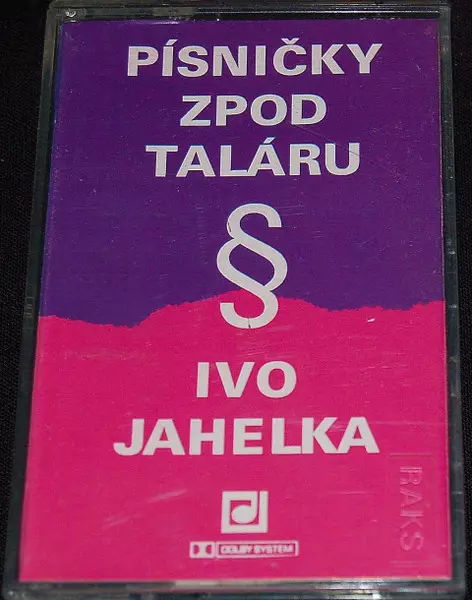 PÍSNIČKY
ZPOD
TALÁRU
§
IVO
JAHELKA
DOLBY SYSTEM
RAKS